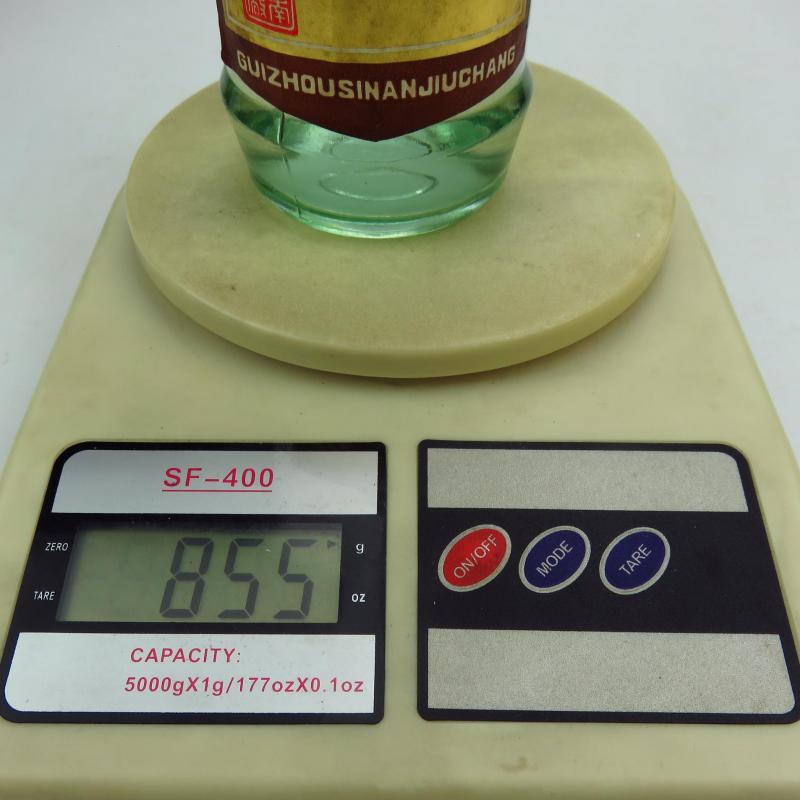 GUIZHOUSINANJIUCHANG
SF-400
ZERO
855
g
TARE
oz
CAPACITY:
5000gX1g/177ozX0.1oz
ON/OFF
MODE
TARE